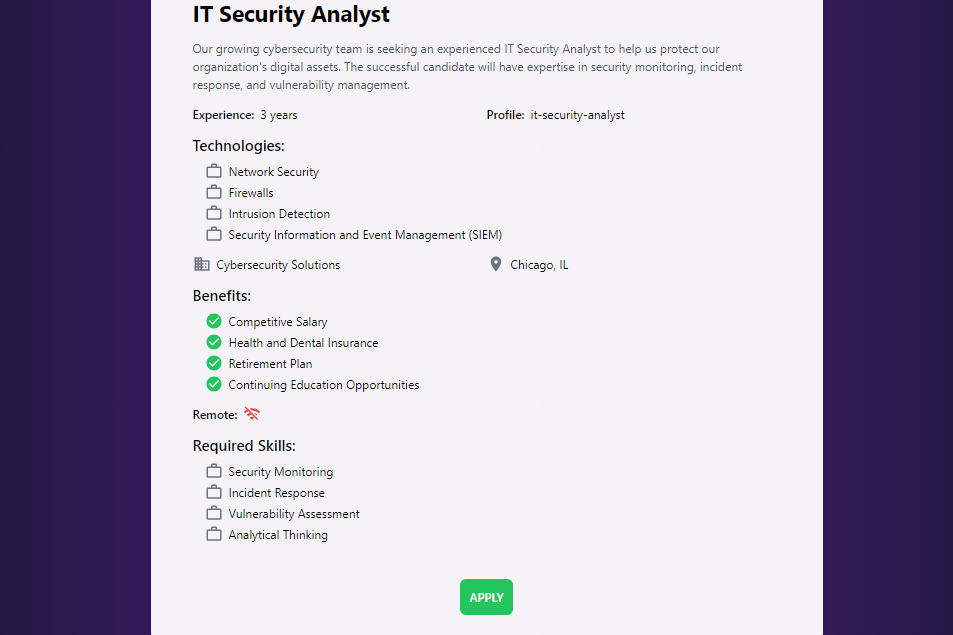 IT Security Analyst
Our growing cybersecurity team is seeking an experienced IT Security Analyst to help us protect our
organization's digital assets. The successful candidate will have expertise in security monitoring, incident
response, and vulnerability management.
Experience: 3 years
Profile: it-security-analyst
Technologies:
Network Security
Firewalls
Intrusion Detection
Security Information and Event Management (SIEM)
Cybersecurity Solutions
Chicago, IL
Benefits:
Competitive Salary
Health and Dental Insurance
Retirement Plan
Continuing Education Opportunities
Remote:
Required Skills:
Security Monitoring
Incident Response
Vulnerability Assessment
Analytical Thinking
APPLY